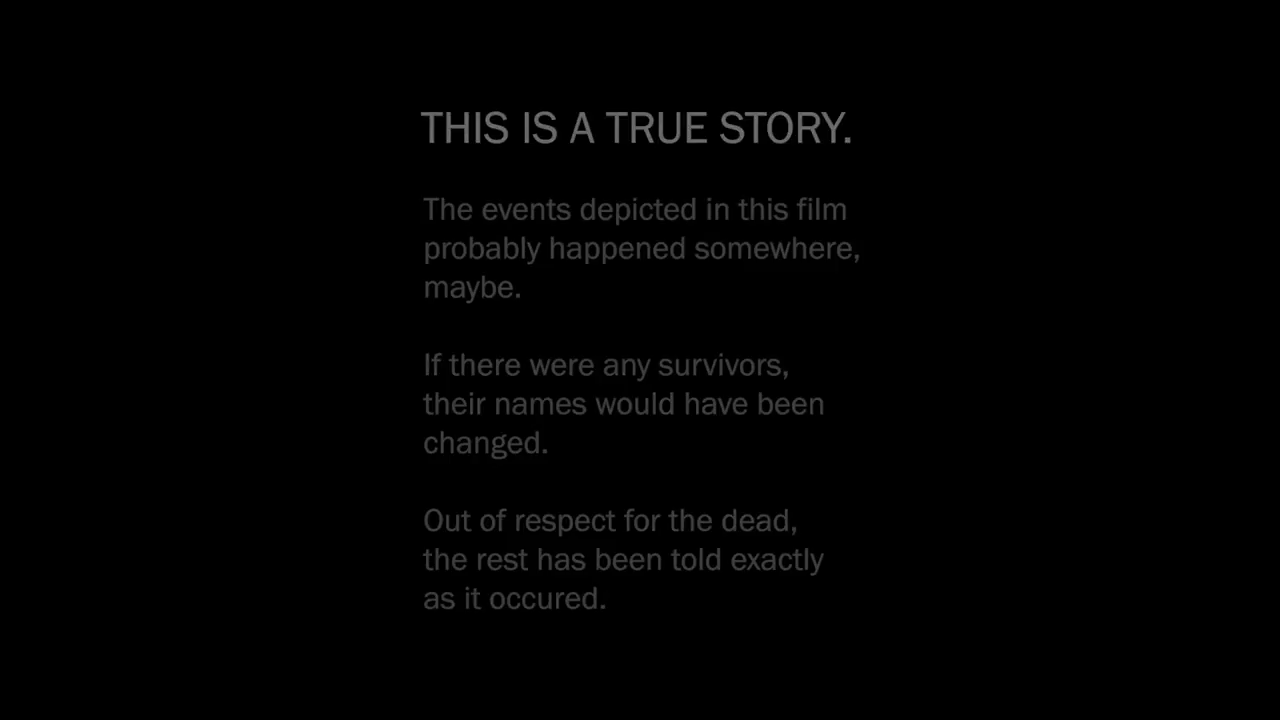 THIS IS A TRUE STORY.
The events depicted in this film
probably happened somewhere,
maybe.
If there were any survivors,
their names would have been
changed.
Out of respect for the dead,
the rest has been told exactly
as it occured.